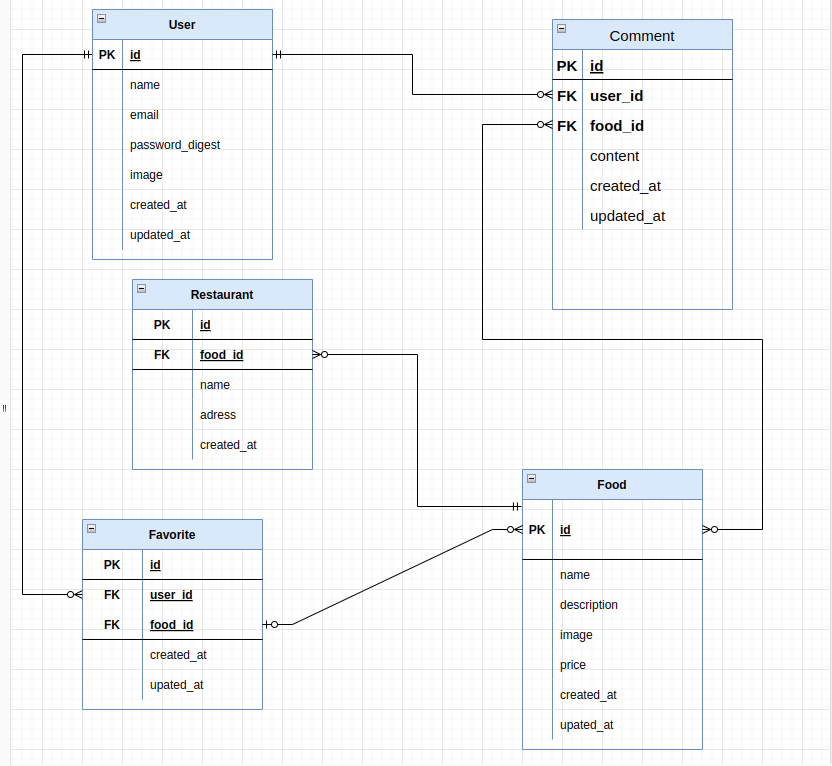 User
PK id
name
email
password_digest
image
created_at
updated_at
Comment
PK id
FK user_id
FK food_id
content
created_at
updated_at
Restaurant
PK id
FK food_id
name
adress
created_at
Favorite
PK id
FK user_id
FK food_id
created_at
upated_at
Food
PK id
name
description
image
price
created_at
upated_at